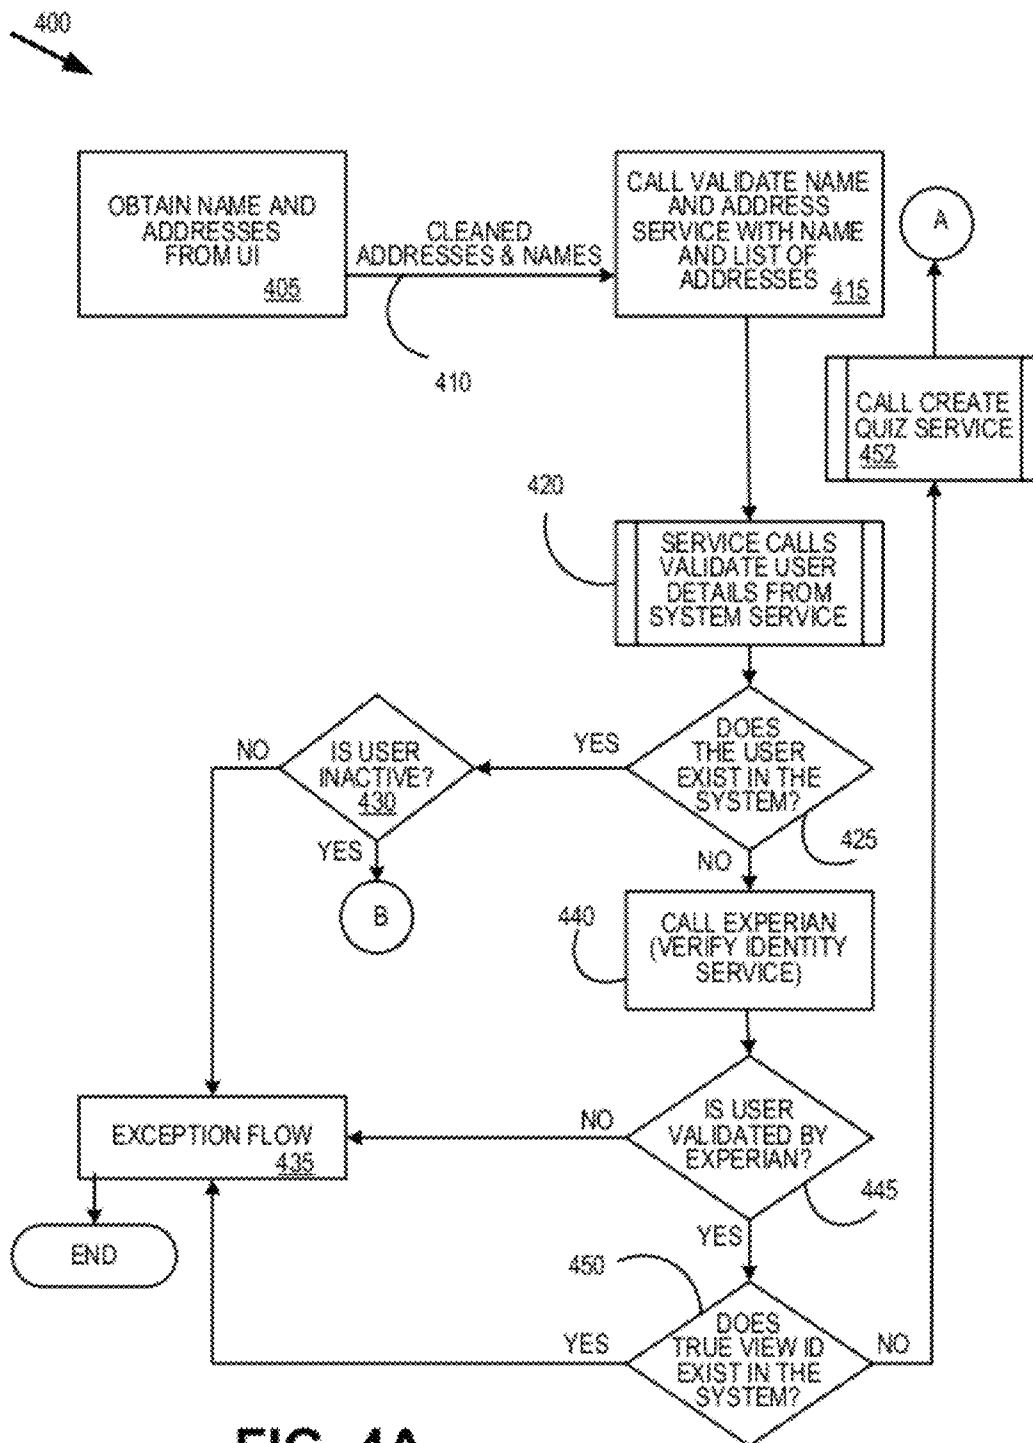 400
OBTAIN NAME AND
ADDRESSES
FROM UI
405
CLEANED
ADDRESSES & NAMES
410
CALL VALIDATE NAME
AND ADDRESS
SERVICE WITH NAME
AND LIST OF
ADDRESSES
415
A
CALL CREATE
QUIZ SERVICE
452
420
SERVICE CALLS
VALIDATE USER
DETAILS FROM
SYSTEM SERVICE
DOES
THE USER
EXIST IN THE
SYSTEM?
425
YES
NO
IS USER
INACTIVE?
430
NO
YES
B
440
CALL EXPERIAN
(VERIFY IDENTITY
SERVICE)
IS USER
VALIDATED BY
EXPERIAN?
445
NO
YES
EXCEPTION FLOW
435
END
450
DOES
TRUE VIEW ID
EXIST IN THE
SYSTEM?
YES
NO
FIG. 4A